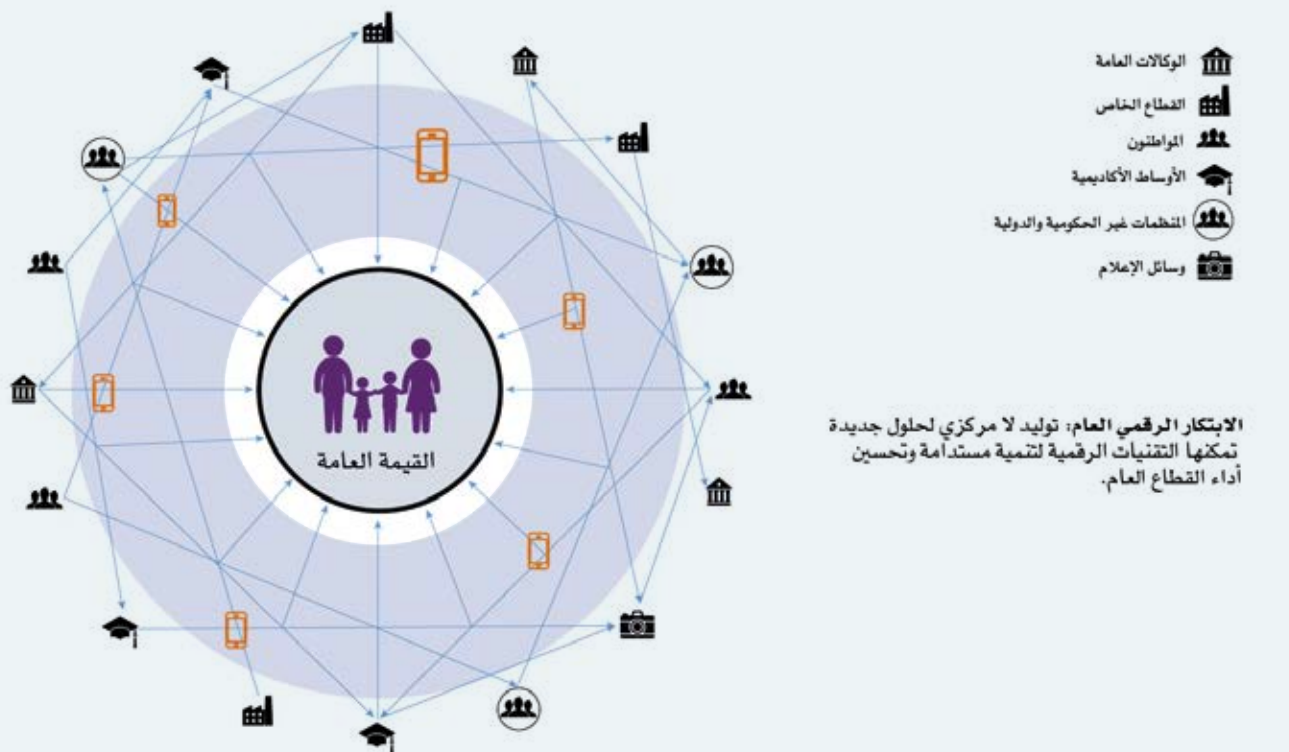 الوكالات العامة
القطاع الخاص
المواطنون
الأوساط الأكاديمية
المنظمات غير الحكومية والدولية
وسائل الإعلام
القيمة العامة
الابتكار الرقمي العام: توليد لا مركزي لحلول جديدة
تمكنها التقنيات الرقمية لتنمية مستدامة وتحسين
أداء القطاع العام.